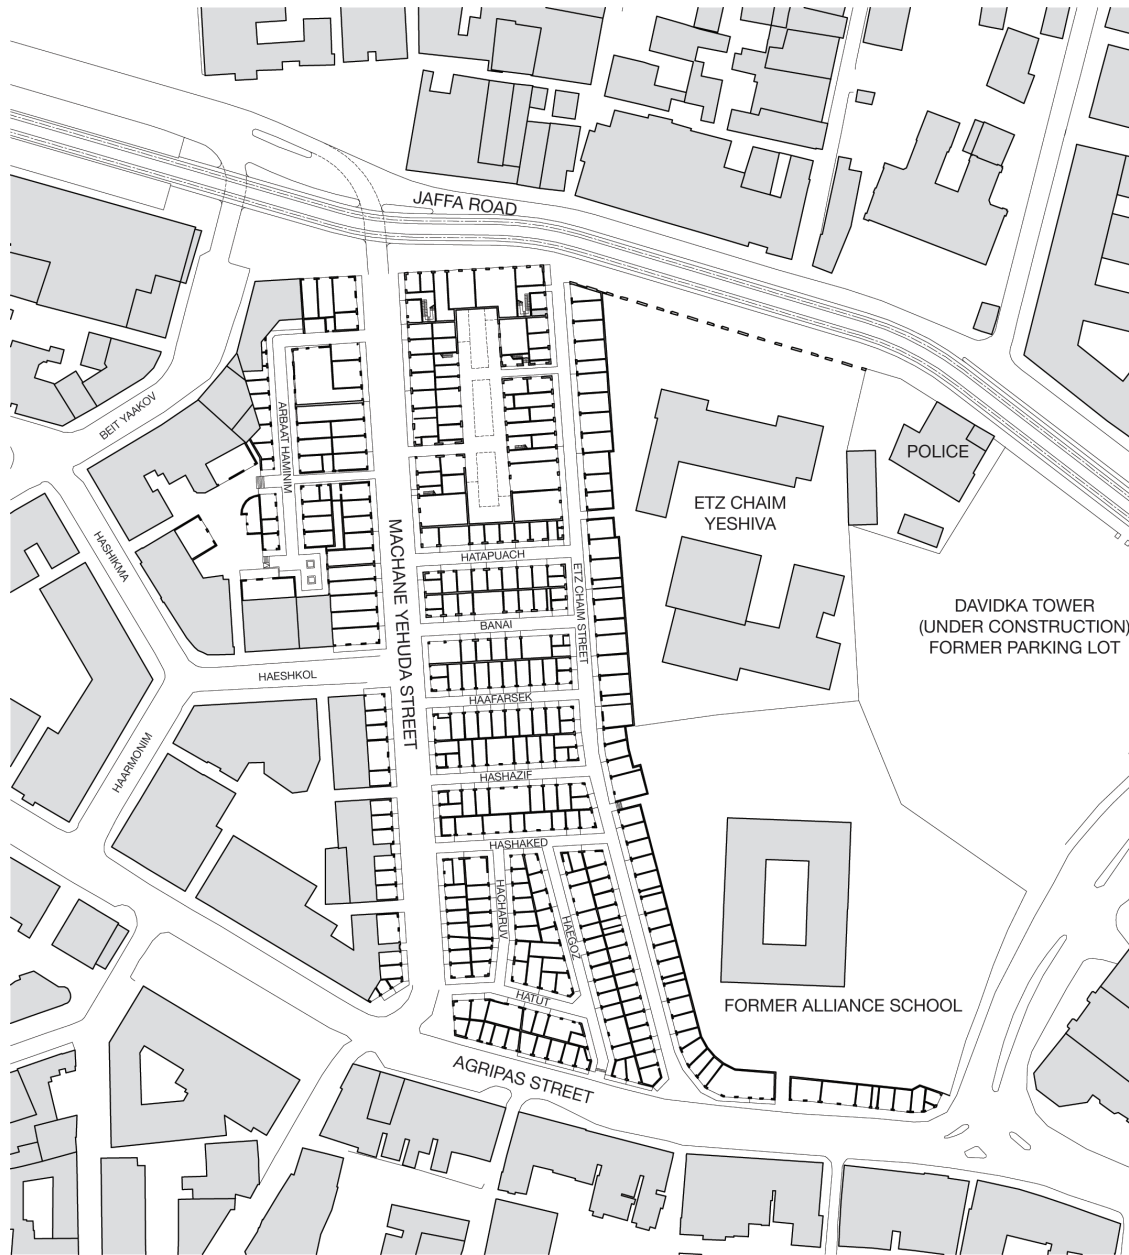 JAFFA ROAD
BEIT YAAKOV
ARBAAT HAMINIM
POLICE
ETZ CHAIM
YESHIVA
MACHANE YEHUDA STREET
HASHIKMA
HATAPUACH
ETZ CHAIM STREET
BANAI
DAVIDKA TOWER
(UNDER CONSTRUCTION)
FORMER PARKING LOT
HAESHKOL
HAAFARSEK
HAARMONIM
HASHAZIF
HASHAKED
HACHARUV
HAEGOZ
HATUT
FORMER ALLIANCE SCHOOL
AGRIPAS STREET